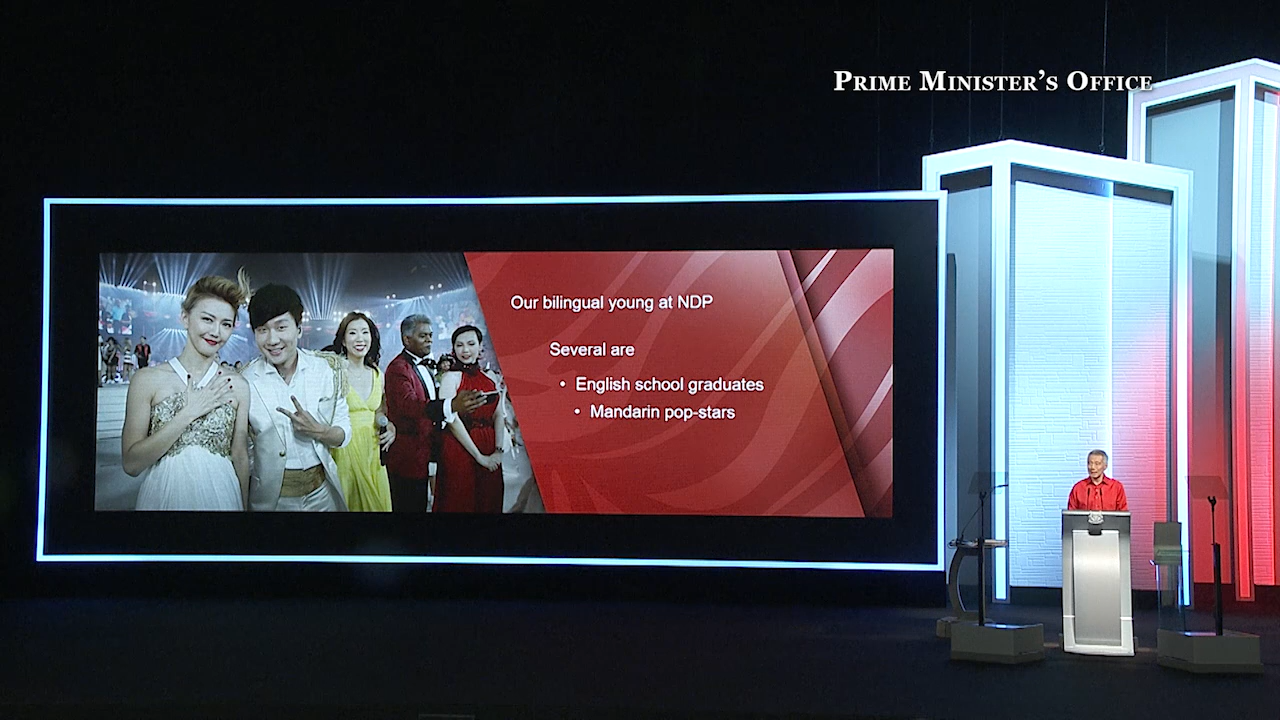 PRIME MINISTER'S OFFICE
Our bilingual young at NDP
Several are
• English school graduates
• Mandarin pop-stars